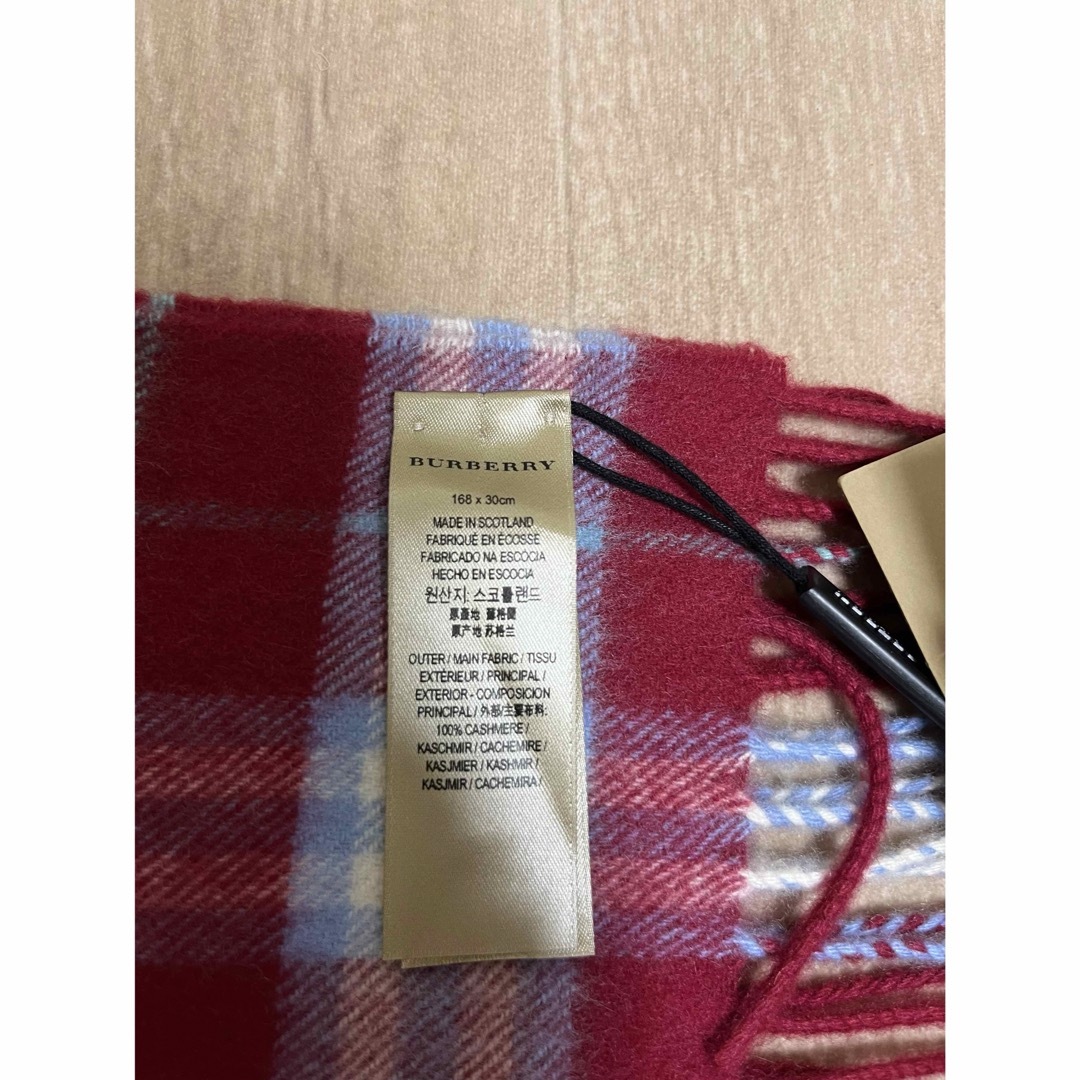 BURBERRY
168 x 30cm
MADE IN SCOTLAND
FABRIQUÉ EN ÉCOSSE
FABRICADO NA ESCÓCIA
HECHO EN ESCOCIA
원산지: 스코틀랜드
原產地 蘇格蘭
原产地 苏格兰
OUTER / MAIN FABRIC / TISSU
EXTÉRIEUR / PRINCIPAL /
EXTERIOR - COMPOSICION
PRINCIPAL / 外部/主要布料:
100% CASHMERE /
KASCHMIR / CACHEMIRE /
KASJMIER / KASHMIR /
KASJMIR / CACHEMIRA /